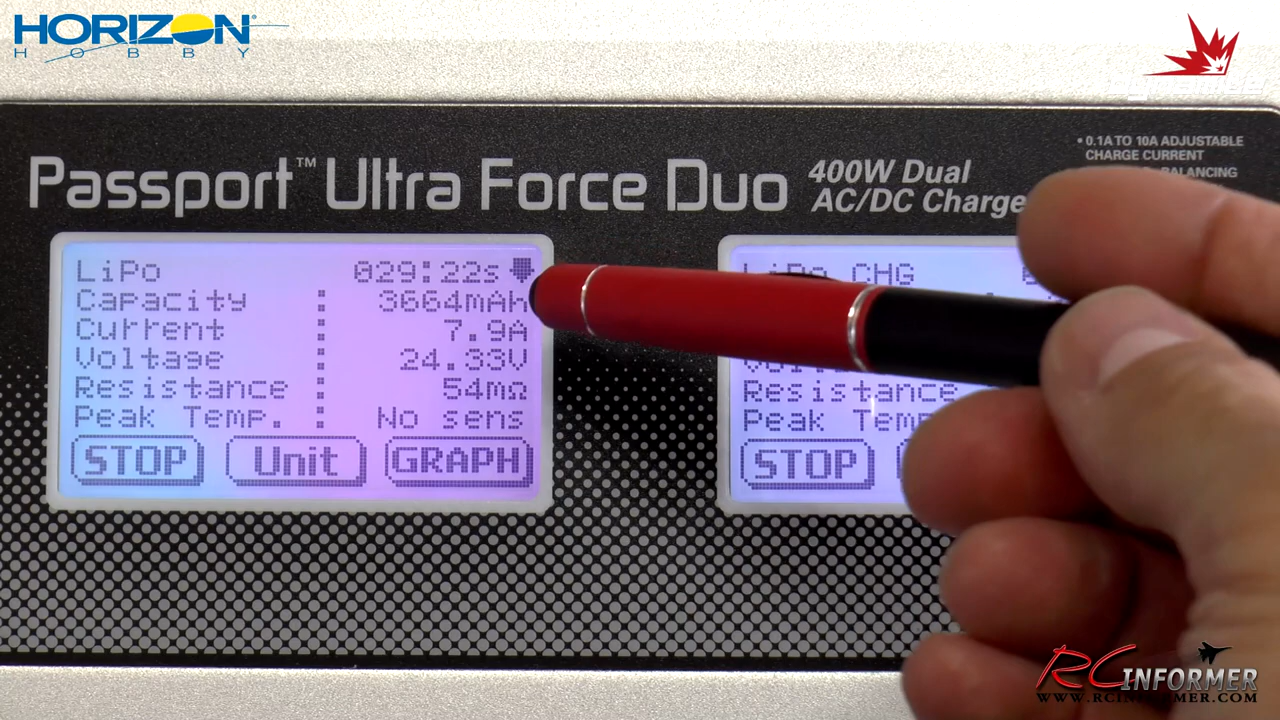 HORIZON
HOBBY
Passport™ Ultra Force Duo
400W Dual
AC/DC Charge
• 0.1A TO 10A ADJUSTABLE
CHARGE CURRENT
BALANCING
LiPo 029:22s
Capacity : 3664mAh
Current : 7.9A
Voltage : 24.33V
Resistance : 54mΩ
Peak Temp. : No sens
STOP Unit GRAPH
LiPo CHG
Resistance
Peak
STOP
RC INFORMER
WWW.RCINFORMER.COM